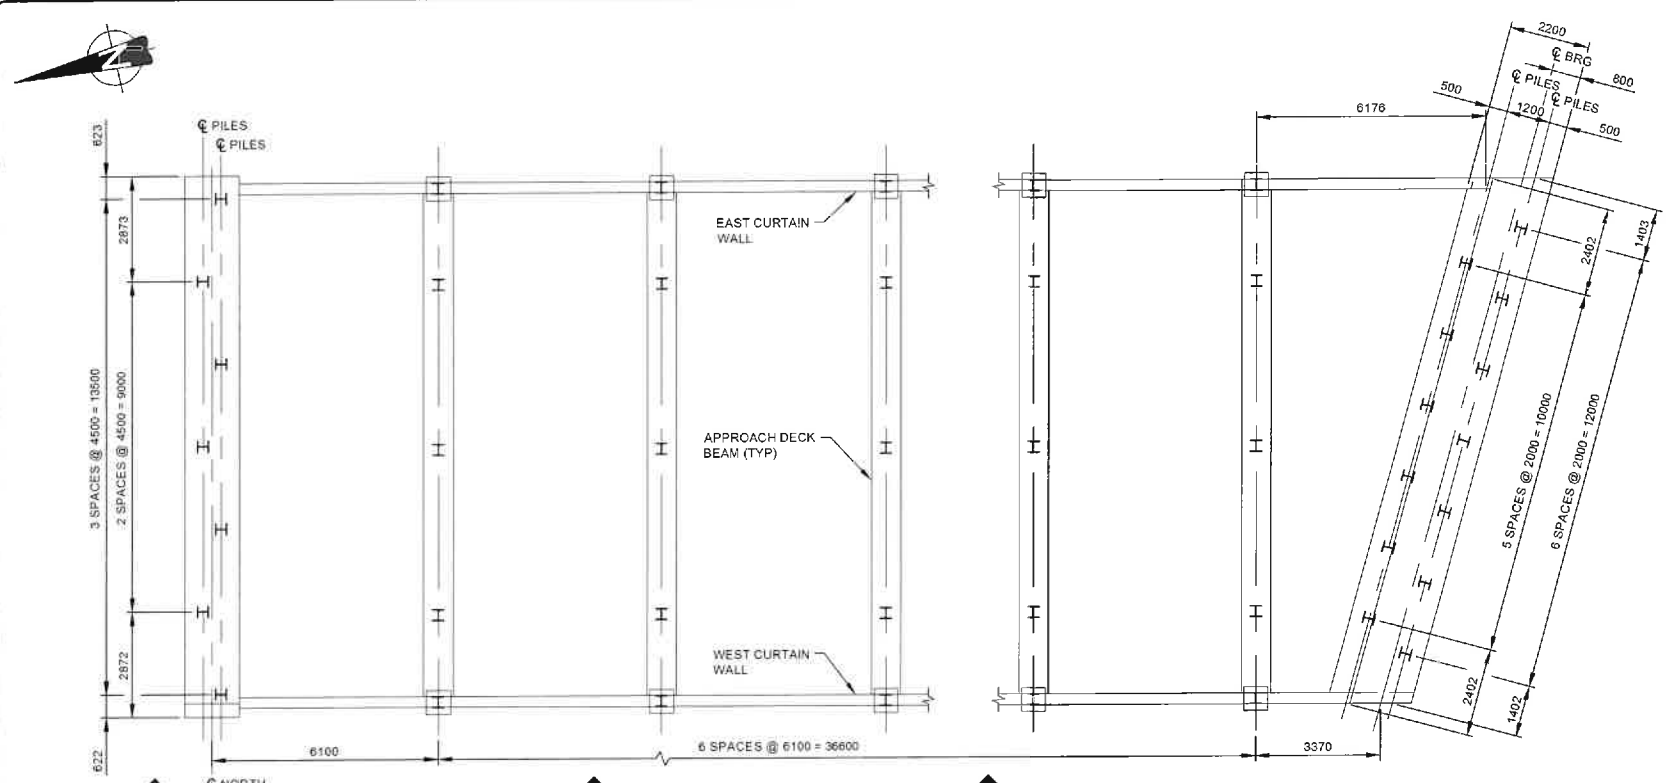 N
2200
℄ BRG
℄ PILES
℄ PILES
800
500
1200
500
6176
623
℄ PILES
℄ PILES
2873
EAST CURTAIN
WALL
1403
2402
3 SPACES @ 4500 = 13500
2 SPACES @ 4500 = 9000
APPROACH DECK
BEAM (TYP)
5 SPACES @ 2000 = 10000
6 SPACES @ 2000 = 12000
WEST CURTAIN
WALL
2872
2402
1402
622
6100
6 SPACES @ 6100 = 36600
3370
℄ NORTH